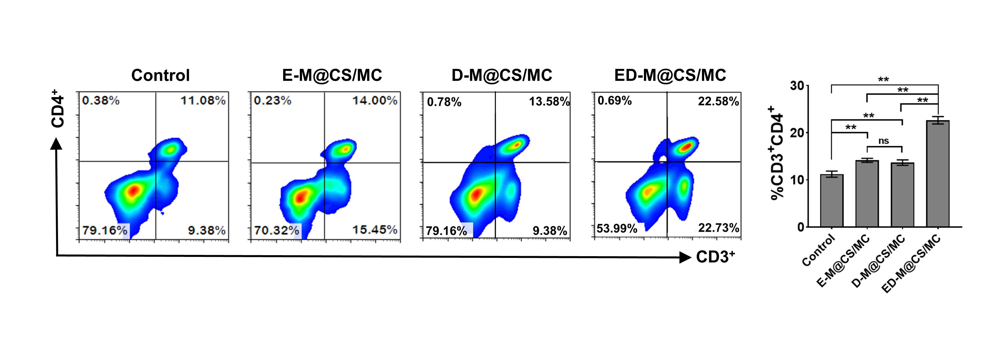 Control
E-M@CS/MC
D-M@CS/MC
ED-M@CS/MC
CD4+
0.38%
11.08%
79.16%
9.38%
0.23%
14.00%
70.32%
15.45%
0.78%
13.58%
79.16%
9.38%
0.69%
22.58%
53.99%
22.73%
CD3+
%CD3+CD4+
30
20
10
0
**
**
**
**
**
ns
Control
E-M@CS/MC
D-M@CS/MC
ED-M@CS/MC